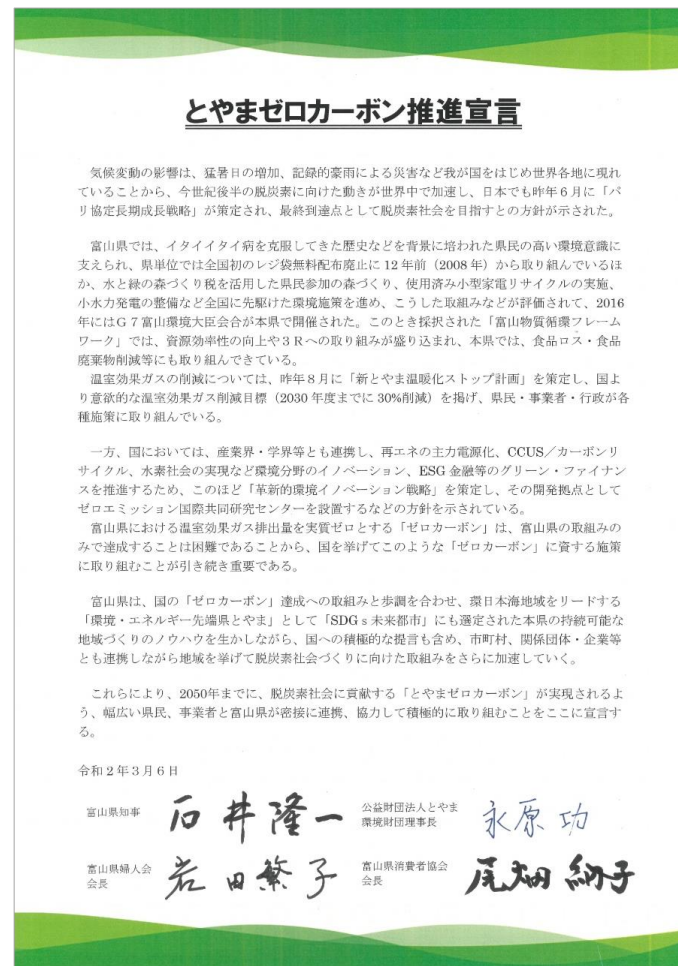 とやまゼロカーボン推進宣言
気候変動の影響は、猛暑日の増加、記録的豪雨による災害など我が国をはじめ世界各地に現れ
ていることから、今世紀後半の脱炭素に向けた動きが世界中で加速し、日本でも昨年6月に「パ
リ協定長期成長戦略」が策定され、最終到達点として脱炭素社会を目指すとの方針が示された。
富山県では、イタイイタイ病を克服してきた歴史などを背景に培われた県民の高い環境意識に
支えられ、県単位では全国初のレジ袋無料配布廃止に12年前（2008年）から取り組んでいるほ
か、水と緑の森づくり税を活用した県民参加の森づくり、使用済み小型家電リサイクルの実施、
小水力発電の整備など全国に先駆けた環境施策を進め、こうした取組みなどが評価されて、2016
年にはG7富山環境大臣会合が本県で開催された。このとき採択された「富山物質循環フレーム
ワーク」では、資源効率性の向上や3Rへの取り組みが盛り込まれ、本県では、食品ロス・食品
廃棄物削減等にも取り組んできている。
温室効果ガスの削減については、昨年8月に「新とやま温暖化ストップ計画」を策定し、国よ
り意欲的な温室効果ガス削減目標（2030年度までに30%削減）を掲げ、県民・事業者・行政が各
種施策に取り組んでいる。
一方、国においては、産業界・学界等とも連携し、再エネの主力電源化、CCUS／カーボンリ
サイクル、水素社会の実現など環境分野のイノベーション、ESG金融等のグリーン・ファイナン
スを推進するため、このほど「革新的環境イノベーション戦略」を策定し、その開発拠点として
ゼロエミッション国際共同研究センターを設置するなどの方針を示されている。
富山県における温室効果ガス排出量を実質ゼロとする「ゼロカーボン」は、富山県の取組みの
みで達成することは困難であることから、国を挙げてこのような「ゼロカーボン」に資する施策
に取り組むことが引き続き重要である。
富山県は、国の「ゼロカーボン」達成への取組みと歩調を合わせ、環日本海地域をリードする
「環境・エネルギー先端県とやま」として「SDGs未来都市」にも選定された本県の持続可能な
地域づくりのノウハウを生かしながら、国への積極的な提言も含め、市町村、関係団体・企業等
とも連携しながら地域を挙げて脱炭素社会づくりに向けた取組みをさらに加速していく。
これらにより、2050年までに、脱炭素社会に貢献する「とやまゼロカーボン」が実現されるよ
う、幅広い県民、事業者と富山県が密接に連携、協力して積極的に取り組むことをここに宣言す
る。
令和2年3月6日
富山県知事 石井隆一
公益財団法人とやま
環境財団理事長 永原功
富山県婦人会
会長 岩田繁子
富山県消費者協会
会長 尾畑納子